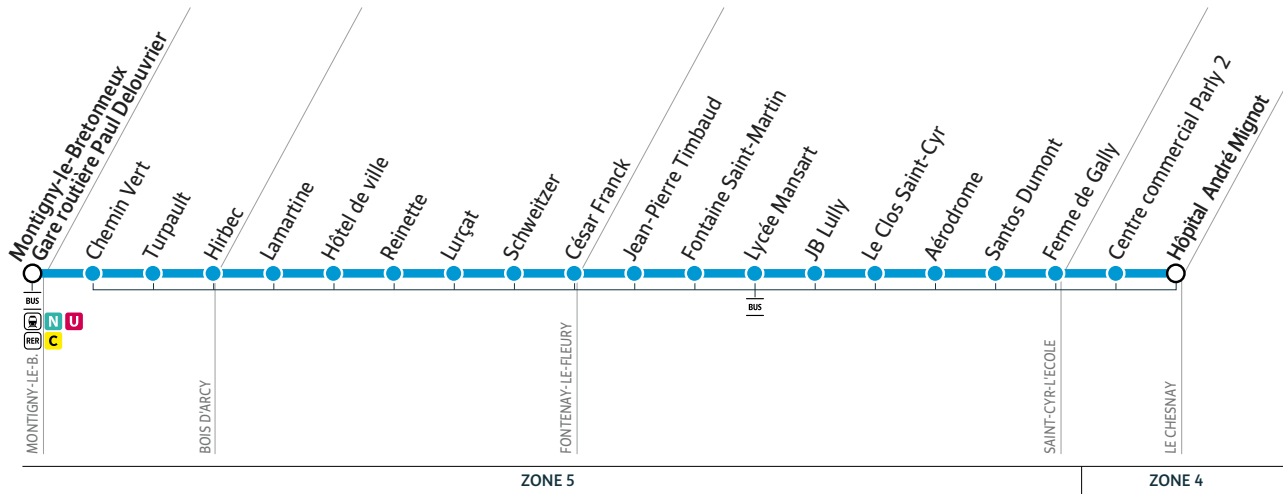 Montigny-le-Bretonneux
Gare routière Paul Delouvrier
Chemin Vert
Turpault
Hirbec
Lamartine
Hôtel de ville
Reinette
Lurçat
Schweitzer
César Franck
Jean-Pierre Timbaud
Fontaine Saint-Martin
Lycée Mansart
JB Lully
Le Clos Saint-Cyr
Aérodrome
Santos Dumont
Ferme de Gally
Centre commercial Parly 2
Hôpital André Mignot
BUS
N U
RER C
BUS
MONTIGNY-LE-B.
BOIS D'ARCY
FONTENAY-LE-FLEURY
SAINT-CYR-L'ECOLE
LE CHESNAY
ZONE 5
ZONE 4